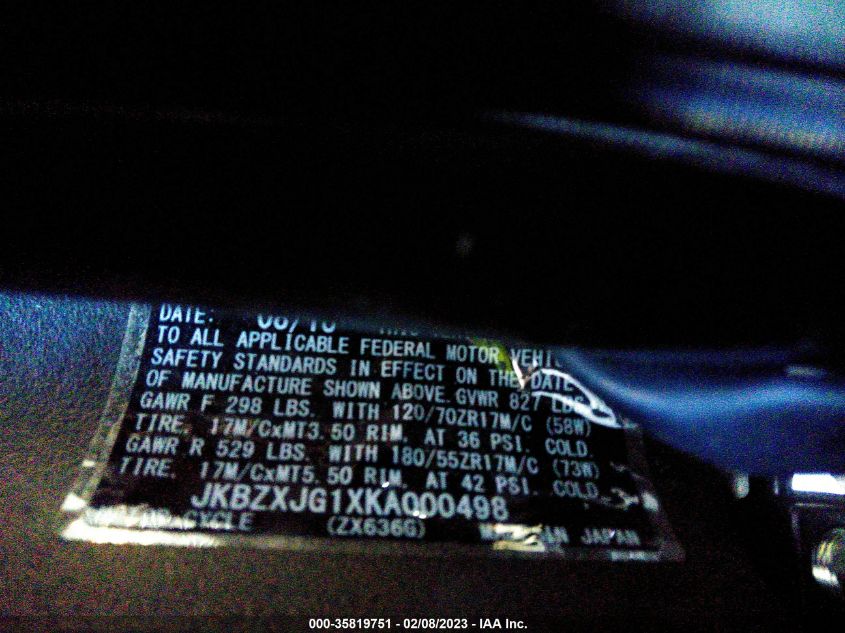 DATE:
TO ALL APPLICABLE FEDERAL MOTOR
SAFETY STANDARDS IN EFFECT ON THE DATE
OF MANUFACTURE SHOWN ABOVE. GVWR 827 LBS
GAWR F 298 LBS. WITH 120/70ZR17M/C (58W)
TIRE. 17M/CxMT3.50 RIM. AT 36 PSI. COLD.
GAWR R 529 LBS. WITH 180/55ZR17M/C (73W)
TIRE. 17M/CxMT5.50 RIM. AT 42 PSI. COLD.
JKBZXJG1XKA000498
(ZX636G) JAPAN
000-35819751 - 02/08/2023 - IAA Inc.